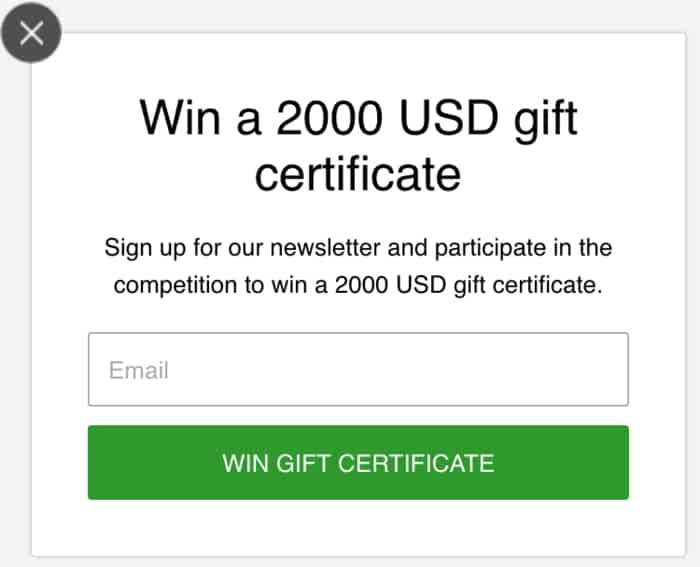 Win a 2000 USD gift
certificate
Sign up for our newsletter and participate in the
competition to win a 2000 USD gift certificate.
Email
WIN GIFT CERTIFICATE